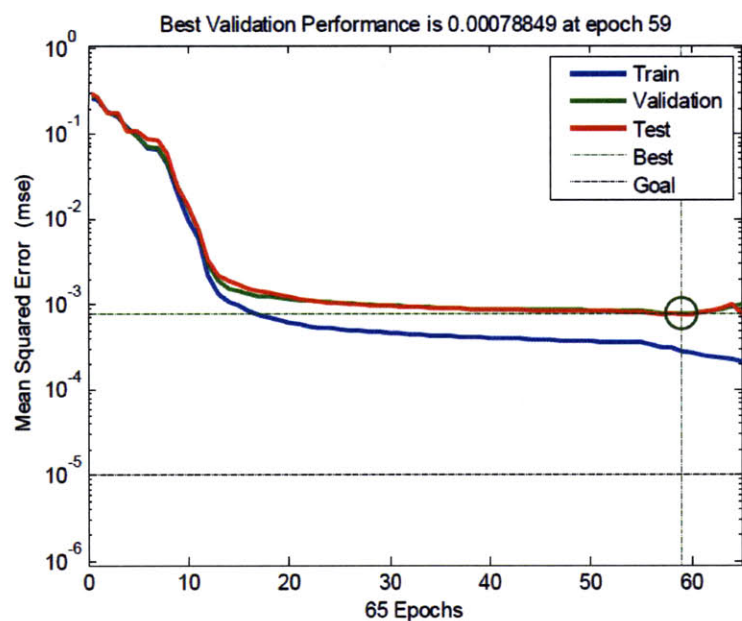 Best Validation Performance is 0.00078849 at epoch 59
10^0
10^-1
10^-2
10^-3
10^-4
10^-5
10^-6
Mean Squared Error (mse)
Train
Validation
Test
Best
Goal
0 10 20 30 40 50 60
65 Epochs